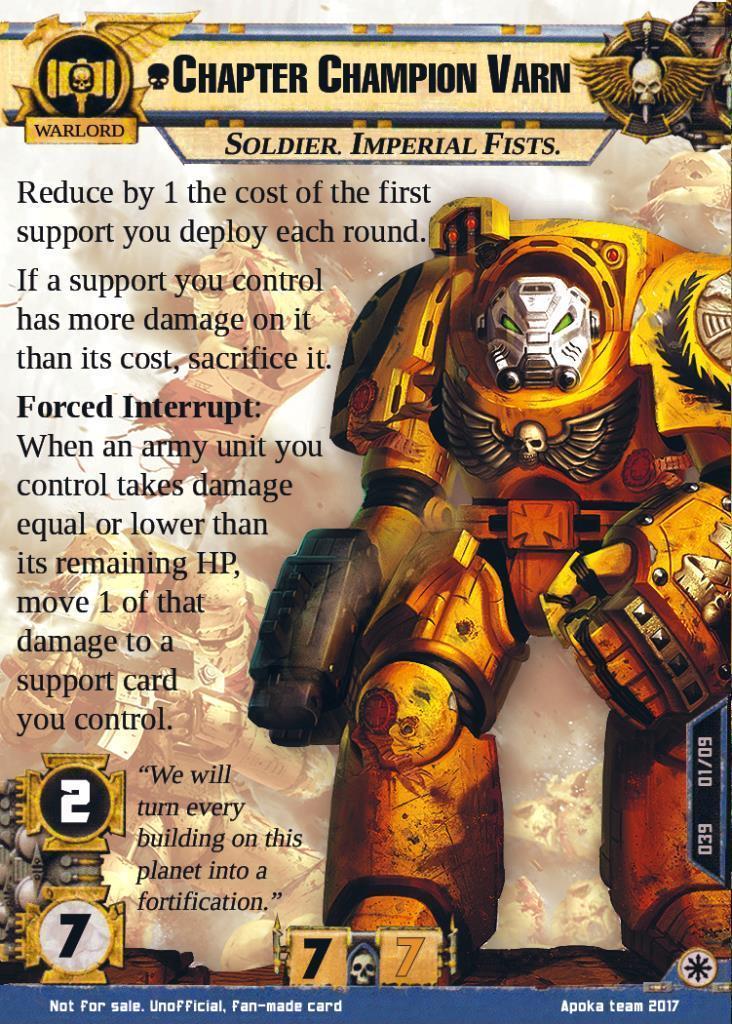 Chapter Champion Varn
WARLORD
Soldier. Imperial Fists.
Reduce by 1 the cost of the first
support you deploy each round.
If a support you control
has more damage on it
than its cost, sacrifice it.
Forced Interrupt:
When an army unit you
control takes damage
equal or lower than
its remaining HP,
move 1 of that
damage to a
support card
you control.
2
7
"We will
turn every
building on this
planet into a
fortification."
7 7
039 01/09
Not for sale. Unofficial, fan-made card
Apoka team 2017